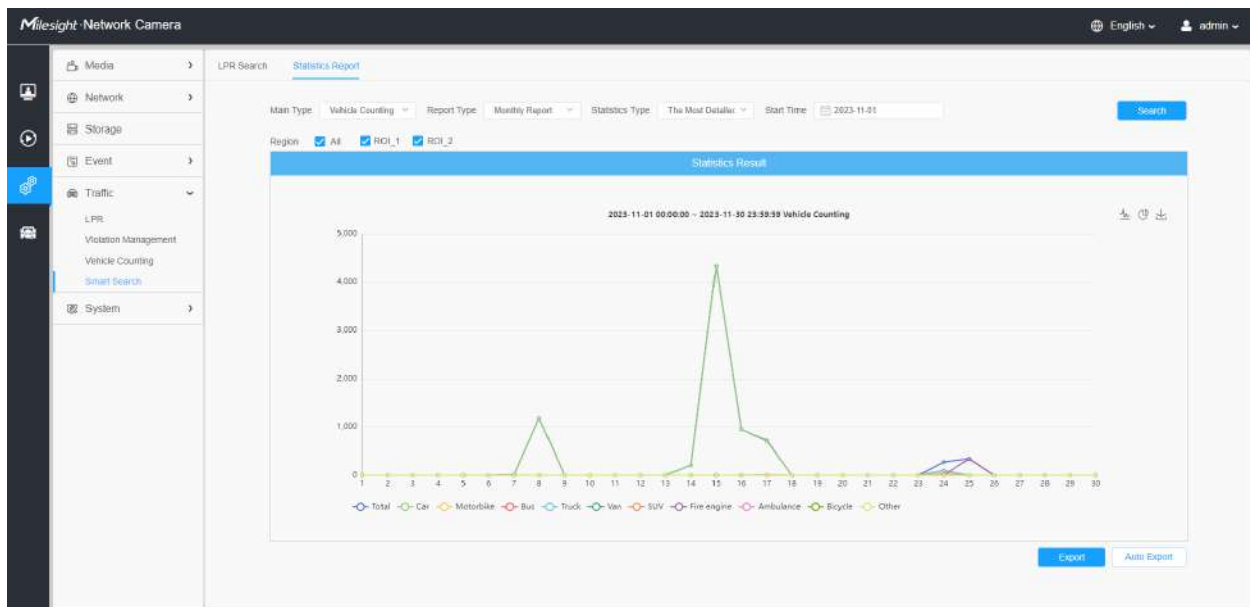 Milesight Network Camera
English
admin
Media
Network
Storage
Event
Traffic
LPR
Violation Management
Vehicle Counting
Smart Search
System
LPR Search Statistics Report
Main Type Vehicle Counting Report Type Monthly Report Statistics Type The Most Detailec Start Time 2023-11-01 Search
Region All ROI_1 ROI_2
Statistics Result
2023-11-01 00:00:00 ~ 2023-11-30 23:59:59 Vehicle Counting
5,000
4,000
3,000
2,000
1,000
0
1 2 3 4 5 6 7 8 9 10 11 12 13 14 15 16 17 18 19 20 21 22 23 24 25 26 27 28 29 30
Total Car Motorbike Bus Truck Van SUV Fire engine Ambulance Bicycle Other
Export Auto Export